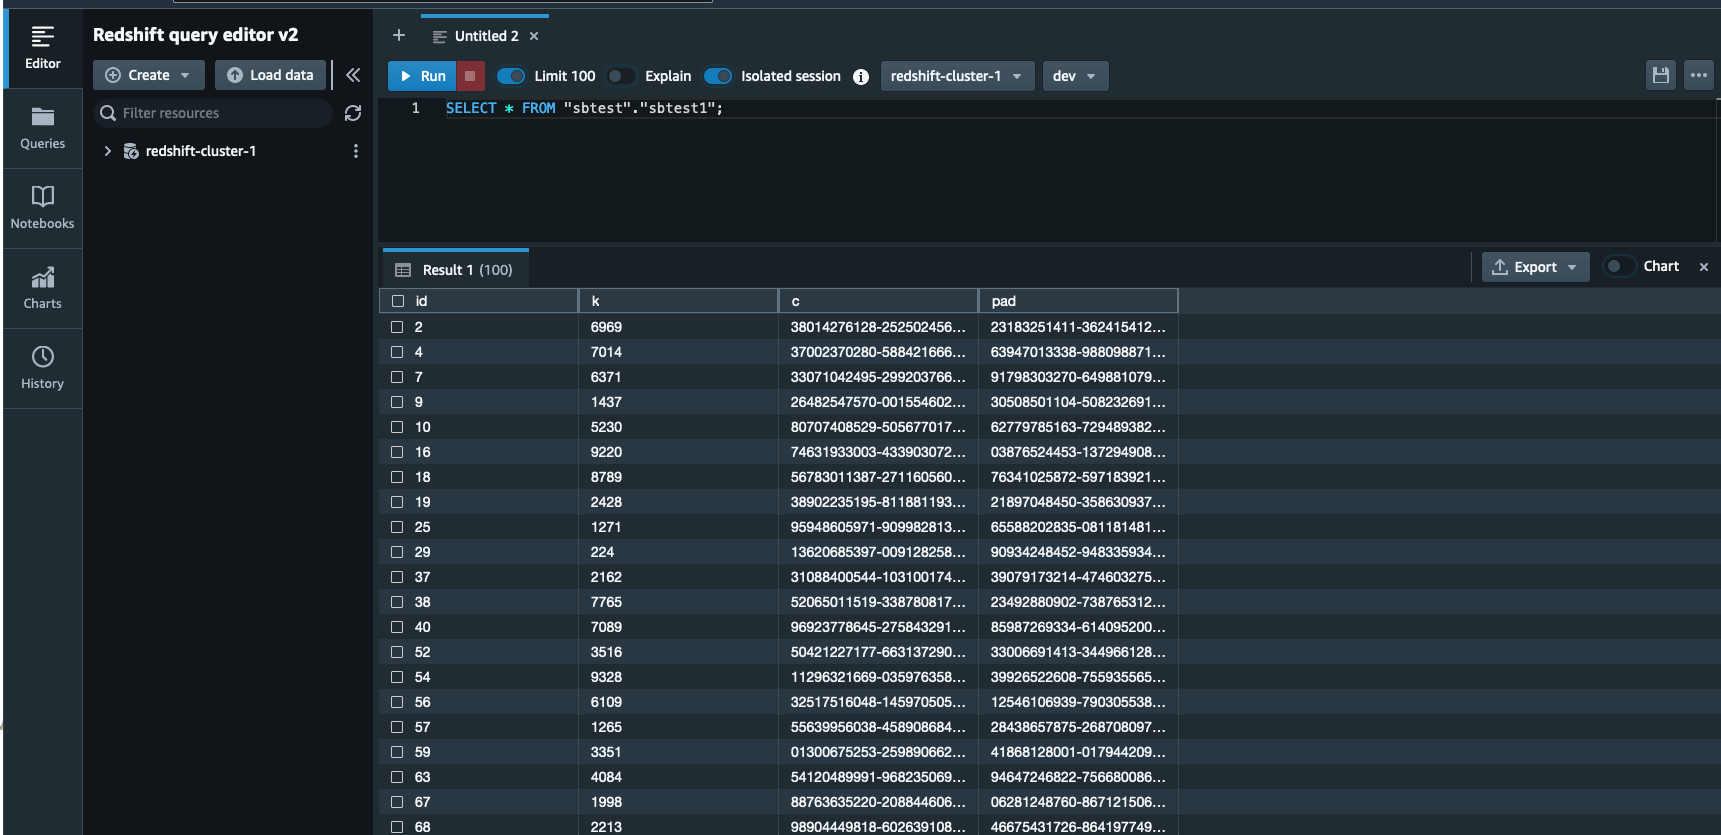 Editor
Queries
Notebooks
Charts
History
Redshift query editor v2
Create
Load data
Filter resources
redshift-cluster-1
Untitled 2
Run
Limit 100
Explain
Isolated session
redshift-cluster-1
dev
1 SELECT * FROM "sbtest"."sbtest1";
Result 1 (100)
Export
Chart
id k c pad
2 6969 38014276128-252502456... 23183251411-362415412...
4 7014 37002370280-588421666... 63947013338-988098871...
7 6371 33071042495-299203766... 91798303270-649881079...
9 1437 26482547570-001554602... 30508501104-508232691...
10 5230 80707408529-505677017... 62779785163-729489382...
16 9220 74631933003-433903072... 03876524453-137294908...
18 8789 56783011387-271160560... 76341025872-597183921...
19 2428 38902235195-811881193... 21897048450-358630937...
25 1271 95948605971-909982813... 65588202835-081181481...
29 224 13620685397-009128258... 90934248452-948335934...
37 2162 31088400544-103100174... 39079173214-474603275...
38 7765 52065011519-338780817... 23492880902-738765312...
40 7089 96923778645-275843291... 85987269334-614095200...
52 3516 50421227177-663137290... 33006691413-344966128...
54 9328 11296321669-035976358... 39926522608-755935565...
56 6109 32517516048-145970505... 12546106939-790305538...
57 1265 55639956038-458908684... 28438657875-268708097...
59 3351 01300675253-259890662... 41868128001-017944209...
63 4084 54120489991-968235069... 94647246822-756680086...
67 1998 88763635220-208844606... 06281248760-867121506...
68 2213 98904449818-602639108... 46675431726-864197749...